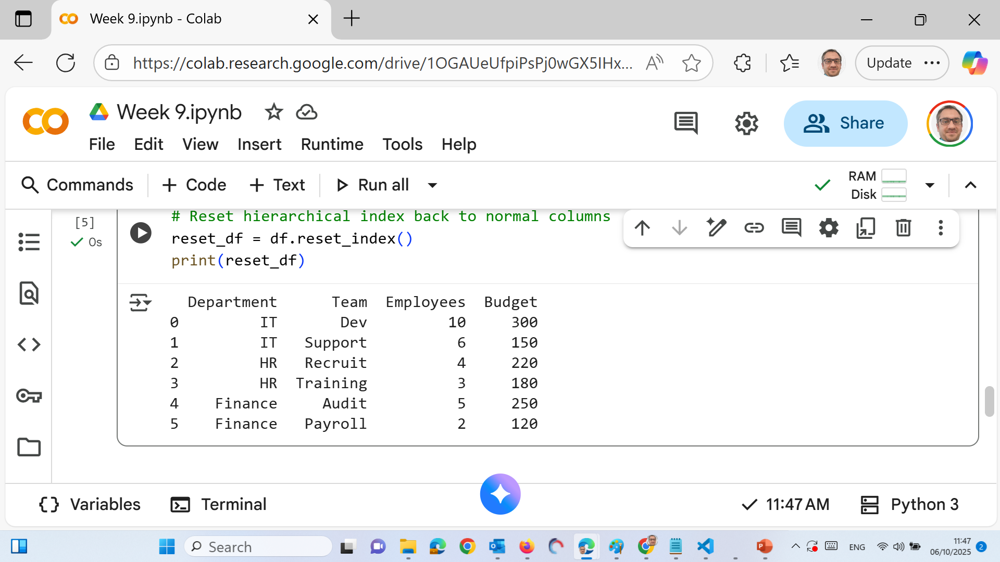 Week 9.ipynb - Colab
https://colab.research.google.com/drive/1OGAUeUfpiPsPj0wGX5IHx...
Update
Week 9.ipynb
Share
File Edit View Insert Runtime Tools Help
Commands + Code + Text Run all
RAM
Disk
[5]
0s
# Reset hierarchical index back to normal columns
reset_df = df.reset_index()
print(reset_df)
Department Team Employees Budget
0 IT Dev 10 300
1 IT Support 6 150
2 HR Recruit 4 220
3 HR Training 3 180
4 Finance Audit 5 250
5 Finance Payroll 2 120
Variables Terminal 11:47 AM Python 3
Search
ENG
11:47
06/10/2025
2